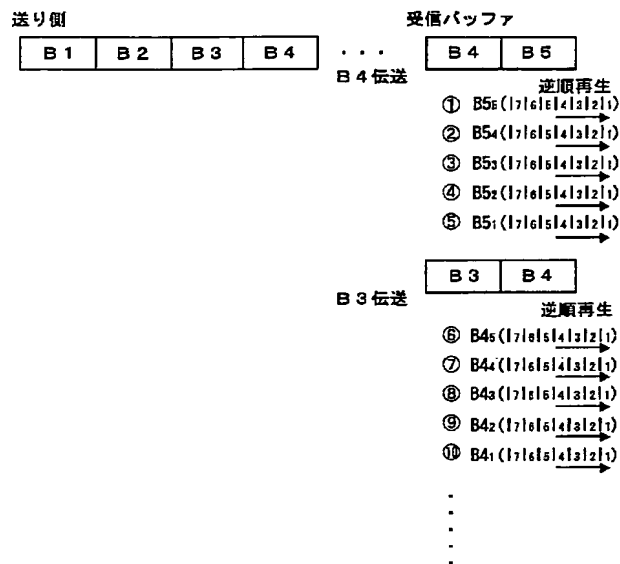 送り側
受信バッファ
B1 B2 B3 B4 ・・・ B4 B5
B4伝送
逆順再生
① B5₅(|7|6|5|4|3|2|1)
② B5₄(|7|6|5|4|3|2|1)
③ B5₃(|7|6|5|4|3|2|1)
④ B5₂(|7|6|5|4|3|2|1)
⑤ B5₁(|7|6|5|4|3|2|1)
B3 B4
B3伝送
逆順再生
⑥ B4₅(|7|6|5|4|3|2|1)
⑦ B4₄(|7|6|5|4|3|2|1)
⑧ B4₃(|7|6|5|4|3|2|1)
⑨ B4₂(|7|6|5|4|3|2|1)
⑩ B4₁(|7|6|5|4|3|2|1)